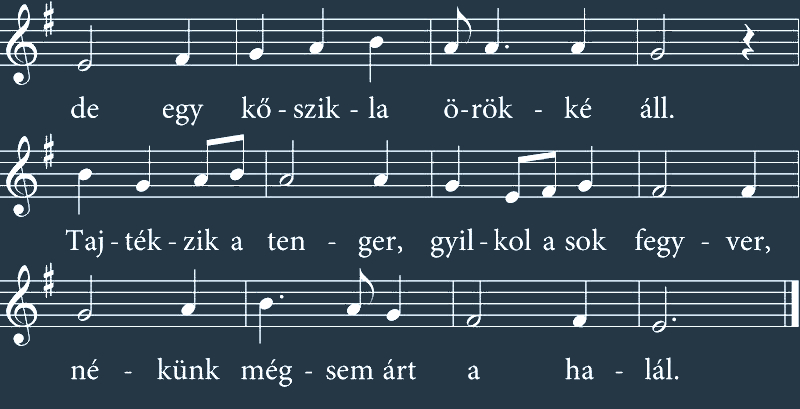 de egy kő - szik - la ö-rök - ké áll.
Taj - ték - zik a ten - ger, gyil - kol a sok fegy - ver,
né - künk még - sem árt a ha - lál.